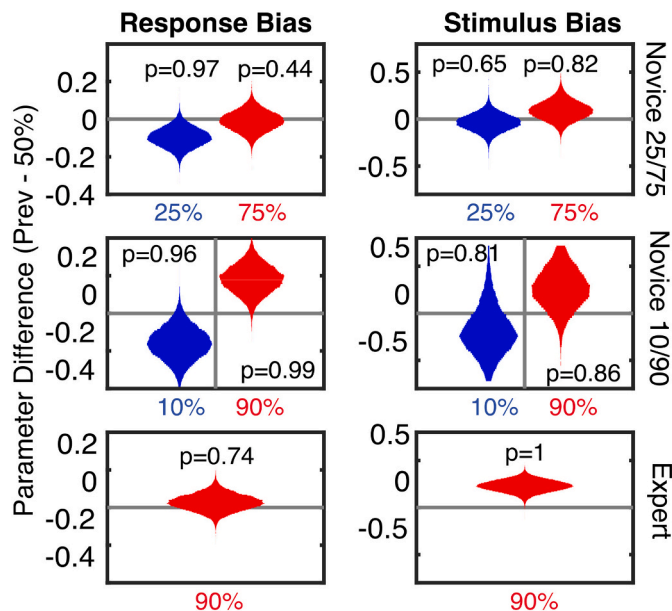 Response Bias
Stimulus Bias
Parameter Difference (Prev - 50%)
0.2
0
-0.2
-0.4
p=0.97
p=0.44
25%
75%
0.5
0
-0.5
p=0.65
p=0.82
25%
75%
Novice 25/75
0.2
0
-0.2
-0.4
p=0.96
p=0.99
10%
90%
0.5
0
-0.5
p=0.81
p=0.86
10%
90%
Novice 10/90
0.2
0
-0.2
-0.4
p=0.74
90%
0.5
0
-0.5
p=1
90%
Expert